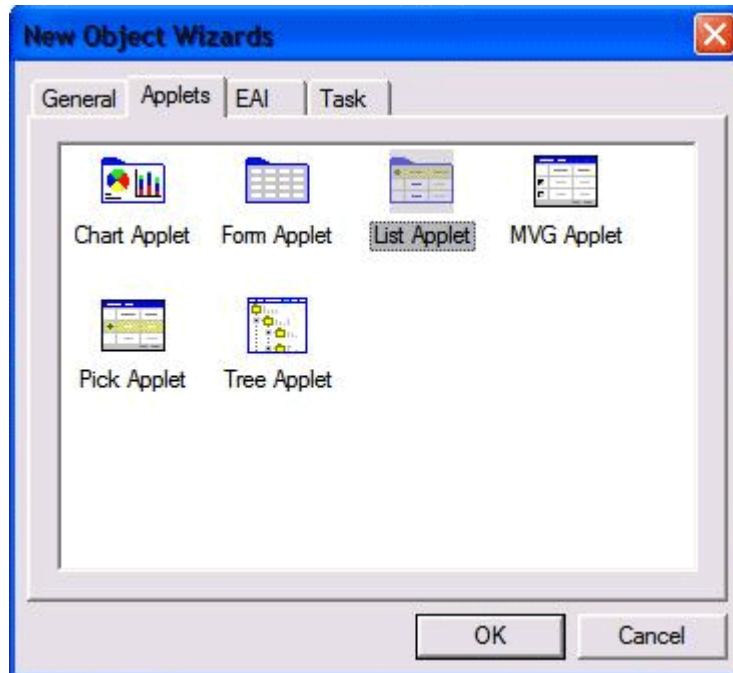 New Object Wizards
General Applets EAI Task
Chart Applet Form Applet List Applet MVG Applet
Pick Applet Tree Applet
OK Cancel